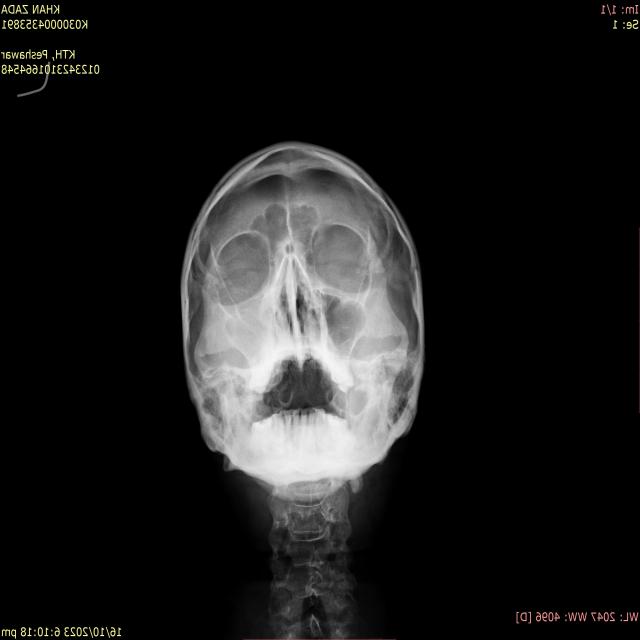 KHAN ZADA
K03000004353891
KTH, Peshawar
0123423101664548
Im: 1/1
Se: 1
WL: 2047 WW: 4096 [D]
16/10/2023 6:10:18 pm